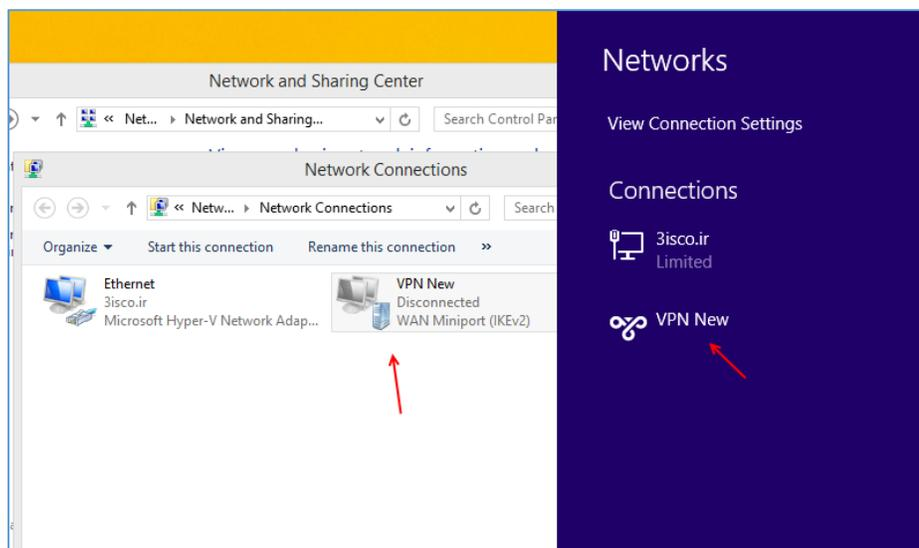 Network and Sharing Center
« Net... Network and Sharing...
Search Control Par
Network Connections
« Netw... Network Connections
Search
Organize
Start this connection
Rename this connection
»
Ethernet
3isco.ir
Microsoft Hyper-V Network Adap...
VPN New
Disconnected
WAN Miniport (IKEv2)
Networks
View Connection Settings
Connections
3isco.ir
Limited
VPN New